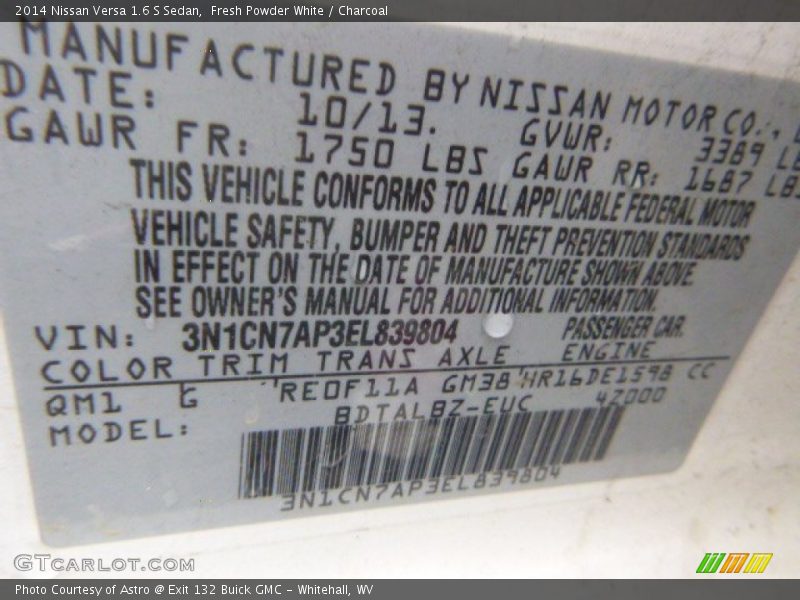 2014 Nissan Versa 1.6 S Sedan,  Fresh Powder White / Charcoal
MANUFACTURED BY NISSAN MOTOR CO.,
DATE: 10/13. GVWR: 3389 LB
GAWR FR: 1750 LBS GAWR RR: 1687 LBS
THIS VEHICLE CONFORMS TO ALL APPLICABLE FEDERAL MOTOR
VEHICLE SAFETY, BUMPER AND THEFT PREVENTION STANDARDS
IN EFFECT ON THE DATE OF MANUFACTURE SHOWN ABOVE.
SEE OWNER'S MANUAL FOR ADDITIONAL INFORMATION.
VIN: 3N1CN7AP3EL839804 PASSENGER CAR.
COLOR TRIM TRANS AXLE ENGINE
QM1 G RE0F11A GM38 HR16DE1598 CC
MODEL: BDTALBZ-EUC 4Z000
3N1CN7AP3EL839804
GTCARLOT.COM
Photo Courtesy of Astro @ Exit 132 Buick GMC – Whitehall, WV